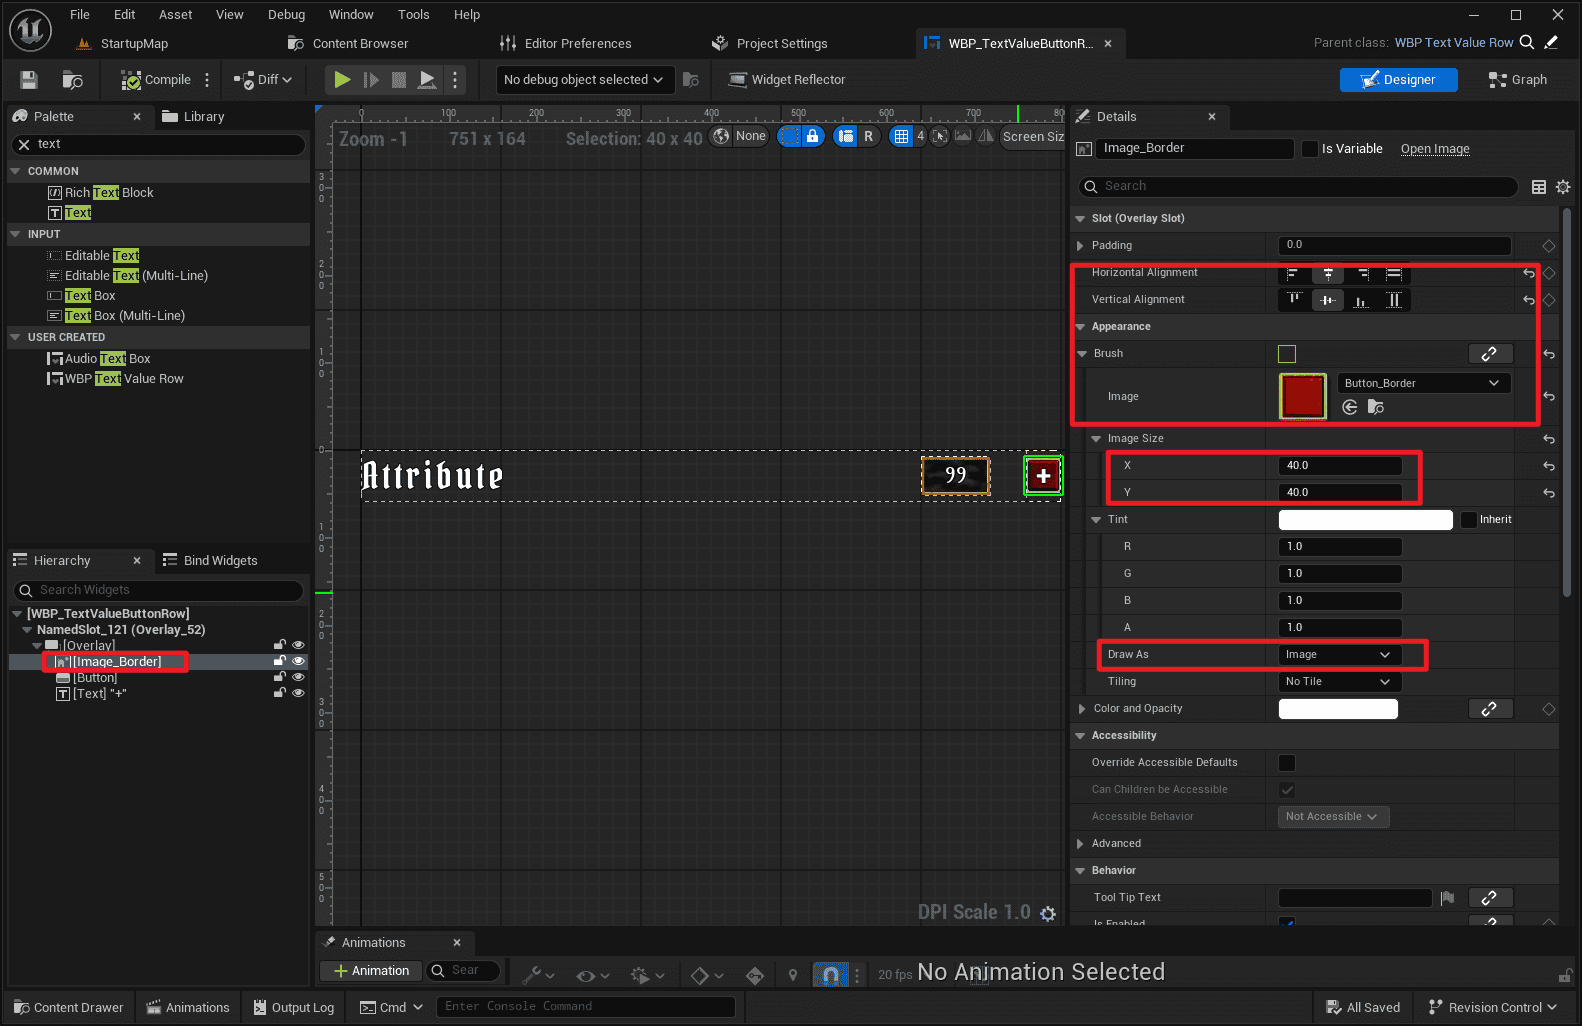 File Edit Asset View Debug Window Tools Help
StartupMap Content Browser Editor Preferences Project Settings WBP_TextValueButtonR... Parent class: WBP Text Value Row
Compile Diff No debug object selected Widget Reflector Designer Graph
Palette Library
text
COMMON
Rich Text Block
Text
INPUT
Editable Text
Editable Text (Multi-Line)
Text Box
Text Box (Multi-Line)
USER CREATED
Audio Text Box
WBP Text Value Row
Hierarchy Bind Widgets
Search Widgets
[WBP_TextValueButtonRow]
NamedSlot_121 (Overlay_52)
[Overlay]
[Image_Border]
[Button]
[Text] "+"
0 100 200 300 400 500 600 700 80
Zoom -1 751 x 164 Selection: 40 x 40 None R 4 Screen Siz
300
200
100
0
100
200
300
400
500
Attribute 99 +
DPI Scale 1.0
Details
Image_Border Is Variable Open Image
Search
Slot (Overlay Slot)
Padding 0.0
Horizontal Alignment
Vertical Alignment
Appearance
Brush
Image Button_Border
Image Size
X 40.0
Y 40.0
Tint Inherit
R 1.0
G 1.0
B 1.0
A 1.0
Draw As Image
Tiling No Tile
Color and Opacity
Accessibility
Override Accessible Defaults
Can Children be Accessible
Accessible Behavior Not Accessible
Advanced
Behavior
Tool Tip Text
Is Enabled
Animations
Animation Sear 20 fps No Animation Selected
Content Drawer Animations Output Log Cmd Enter Console Command All Saved Revision Control